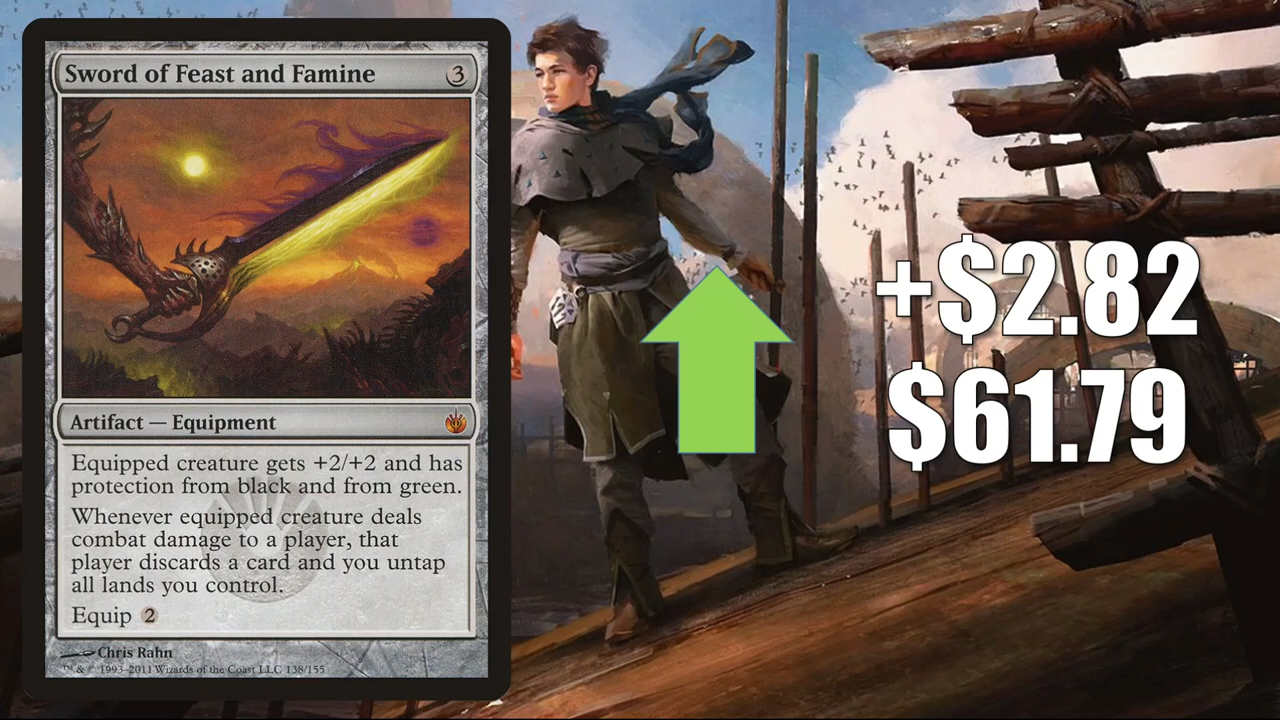 Sword of Feast and Famine 3
Artifact — Equipment
Equipped creature gets +2/+2 and has
protection from black and from green.
Whenever equipped creature deals
combat damage to a player, that
player discards a card and you untap
all lands you control.
Equip 2
Chris Rahn
™ & © 1993–2011 Wizards of the Coast LLC 138/155
+$2.82
$61.79